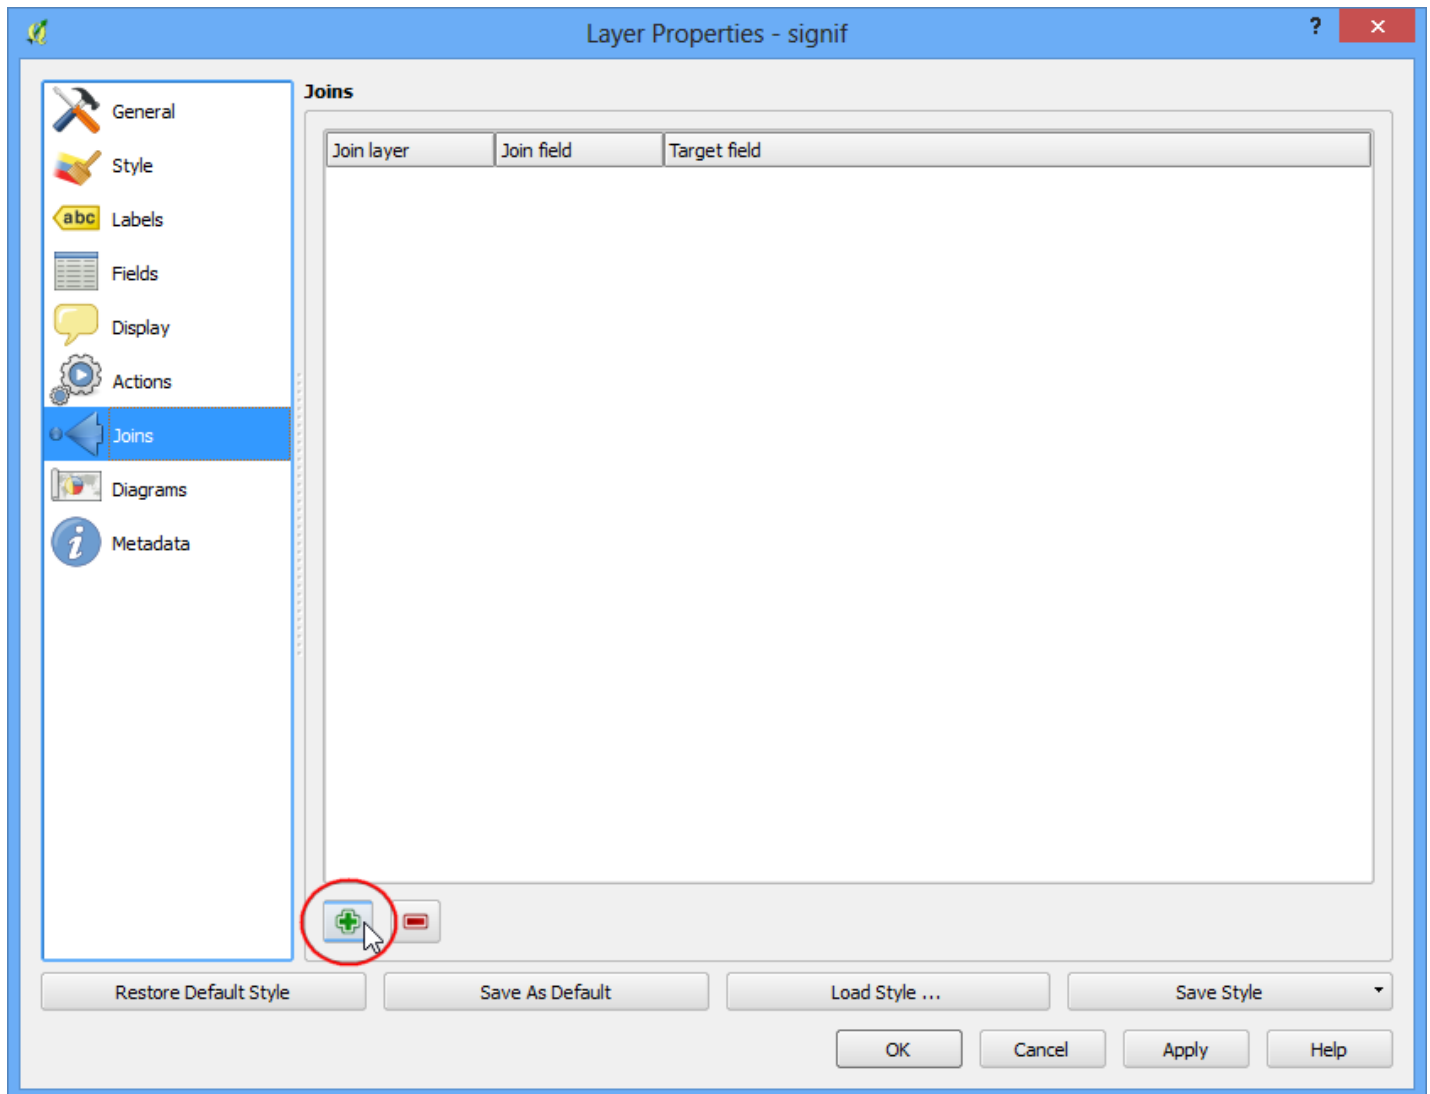 Layer Properties - signif
?
General
Style
abc Labels
Fields
Display
Actions
Joins
Diagrams
i Metadata
Joins
Join layer Join field Target field
Restore Default Style Save As Default Load Style ... Save Style
OK Cancel Apply Help